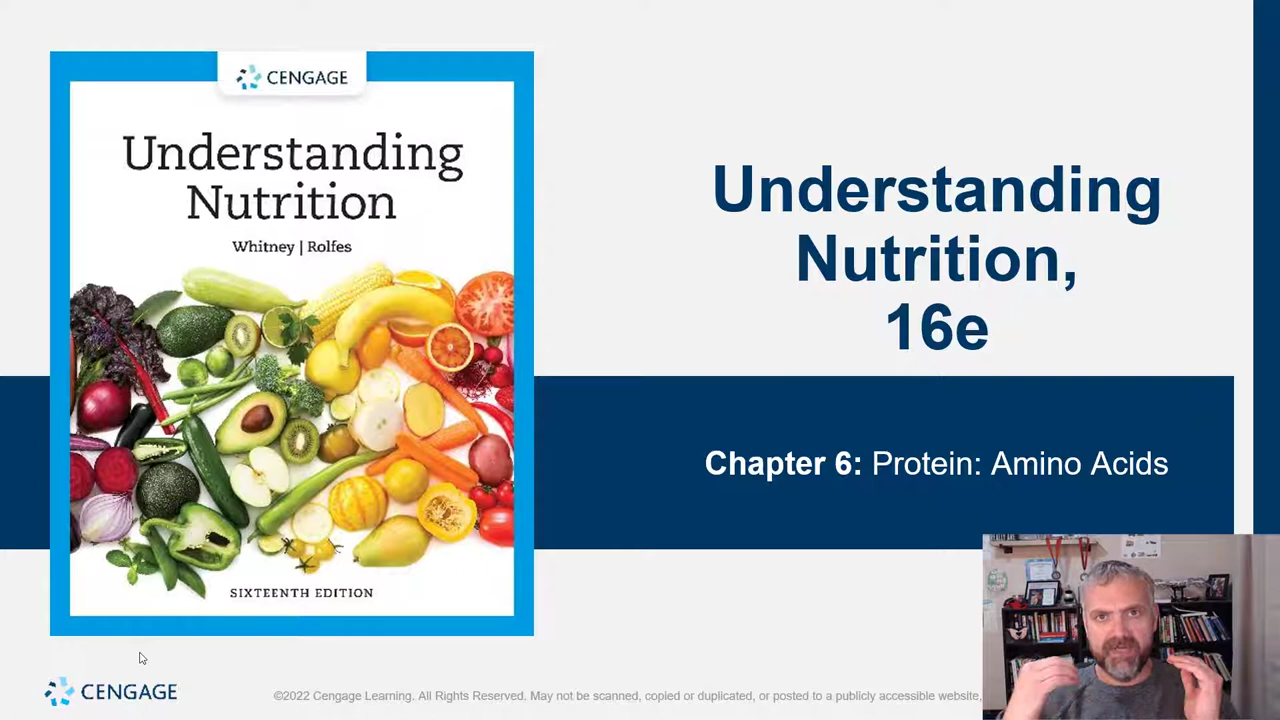 CENGAGE
Understanding
Nutrition
Whitney | Rolfes
SIXTEENTH EDITION
Understanding
Nutrition,
16e
Chapter 6: Protein: Amino Acids
CENGAGE
©2022 Cengage Learning. All Rights Reserved. May not be scanned, copied or duplicated, or posted to a publicly accessible website,